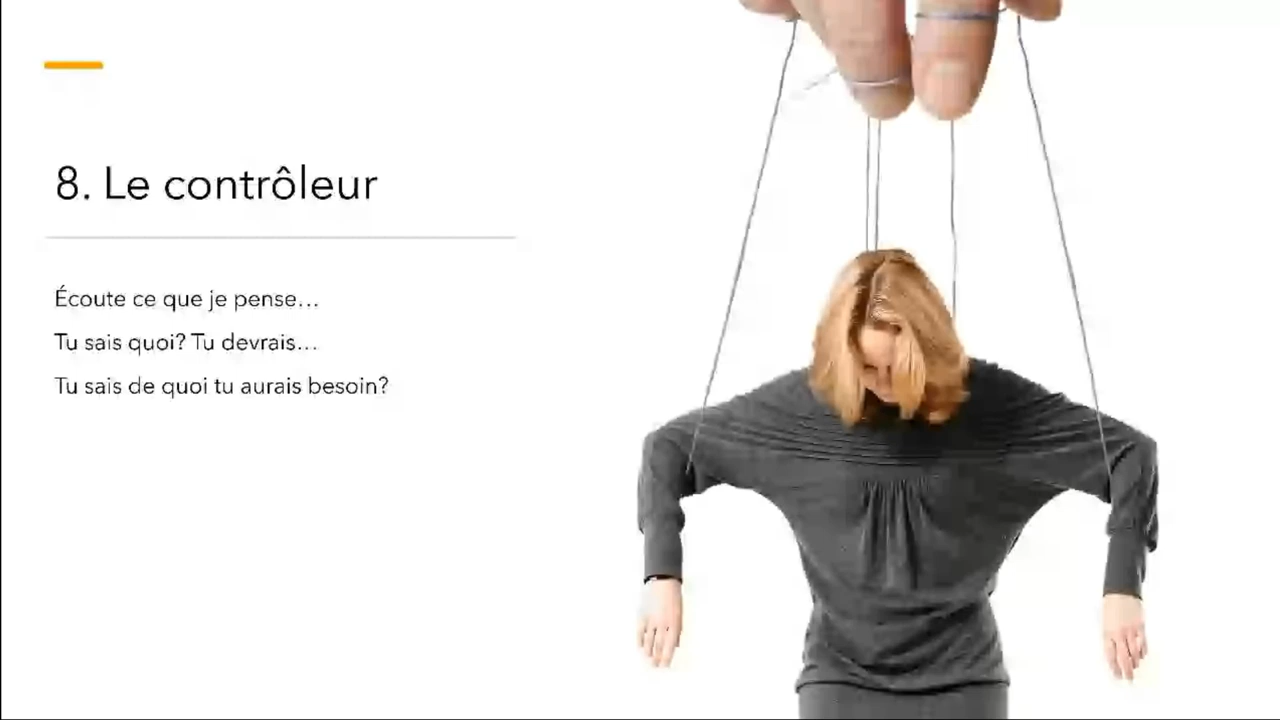 8. Le contrôleur
Écoute ce que je pense…
Tu sais quoi? Tu devrais…
Tu sais de quoi tu aurais besoin?